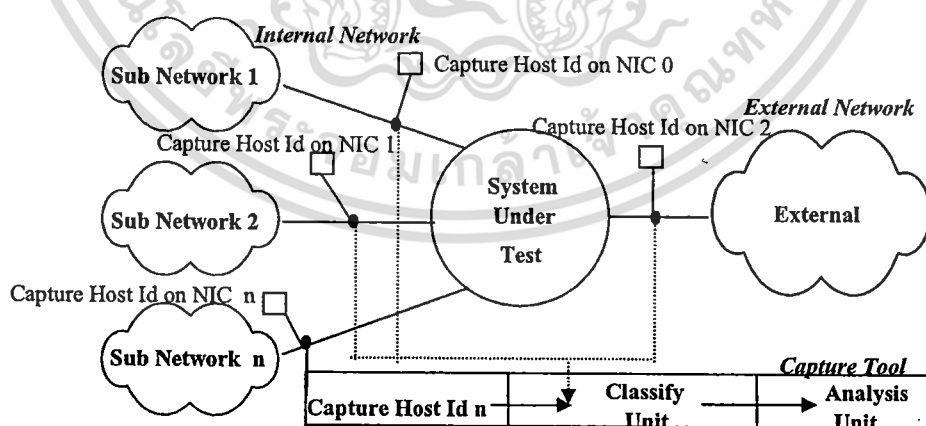 Internal Network
Sub Network 1
Capture Host Id on NIC 0
External Network
Capture Host Id on NIC 2
Capture Host Id on NIC 1
System
Under
Test
Sub Network 2
External
Capture Host Id on NIC n
Sub Network n
Capture Tool
Capture Host Id n
Classify
Unit
Analysis
Unit